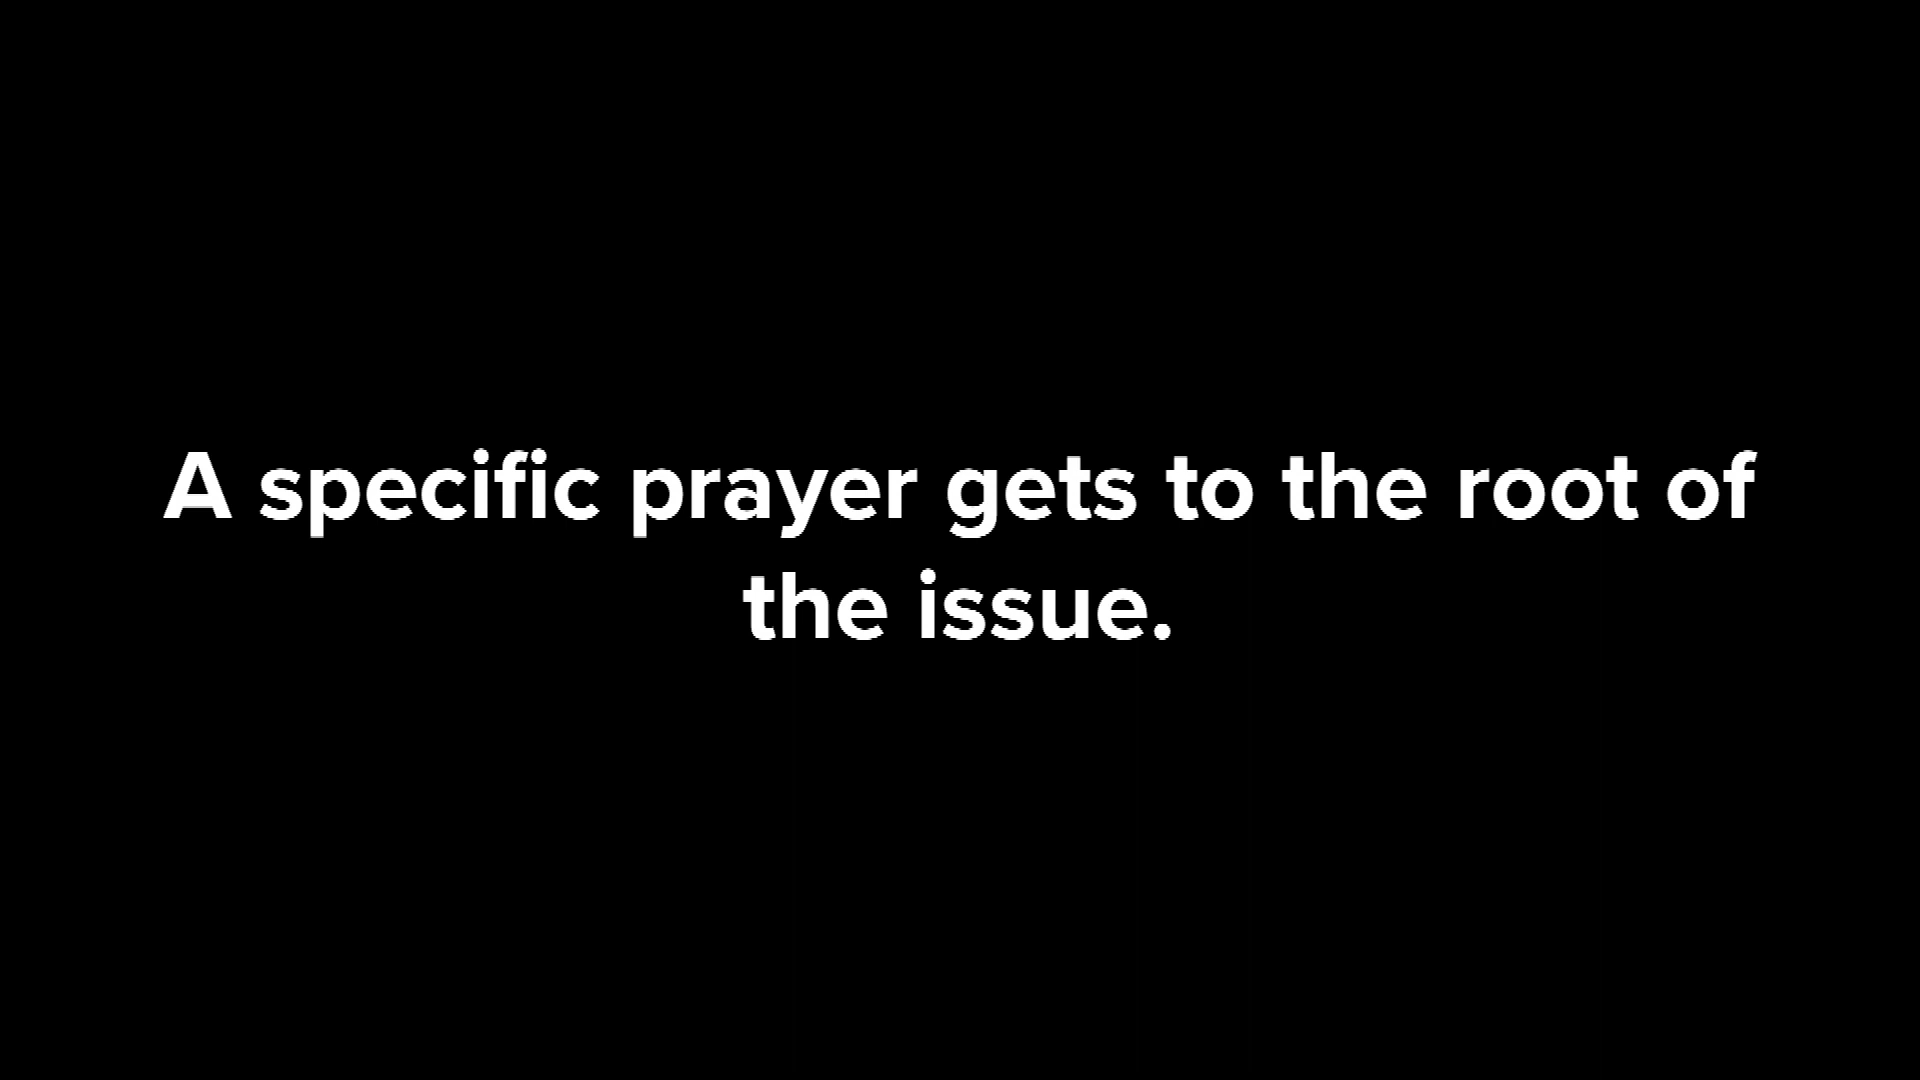 A specific prayer gets to the root of
the issue.